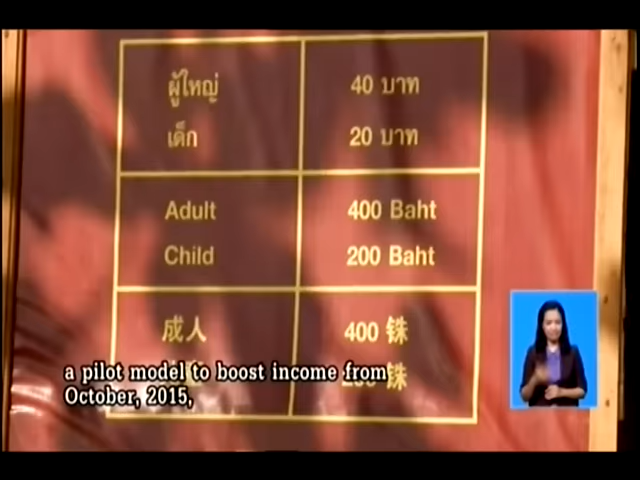 ผู้ใหญ่ 40 บาท
เด็ก 20 บาท
Adult 400 Baht
Child 200 Baht
成人 400 铢
铢
a pilot model to boost income from
October, 2015,